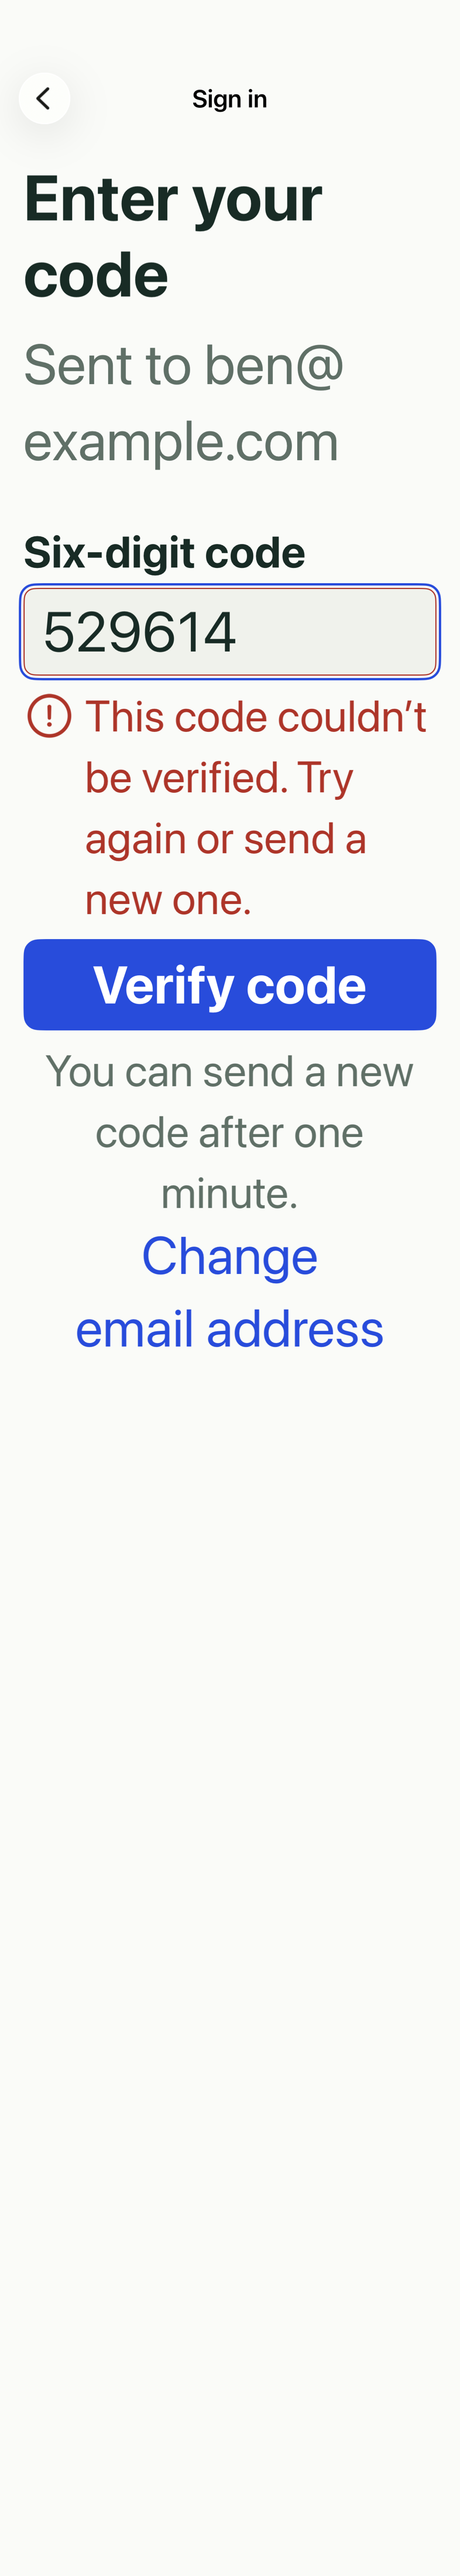 Sign in
Enter your
code
Sent to ben@
example.com
Six-digit code
529614
This code couldn’t
be verified. Try
again or send a
new one.
Verify code
You can send a new
code after one
minute.
Change
email address